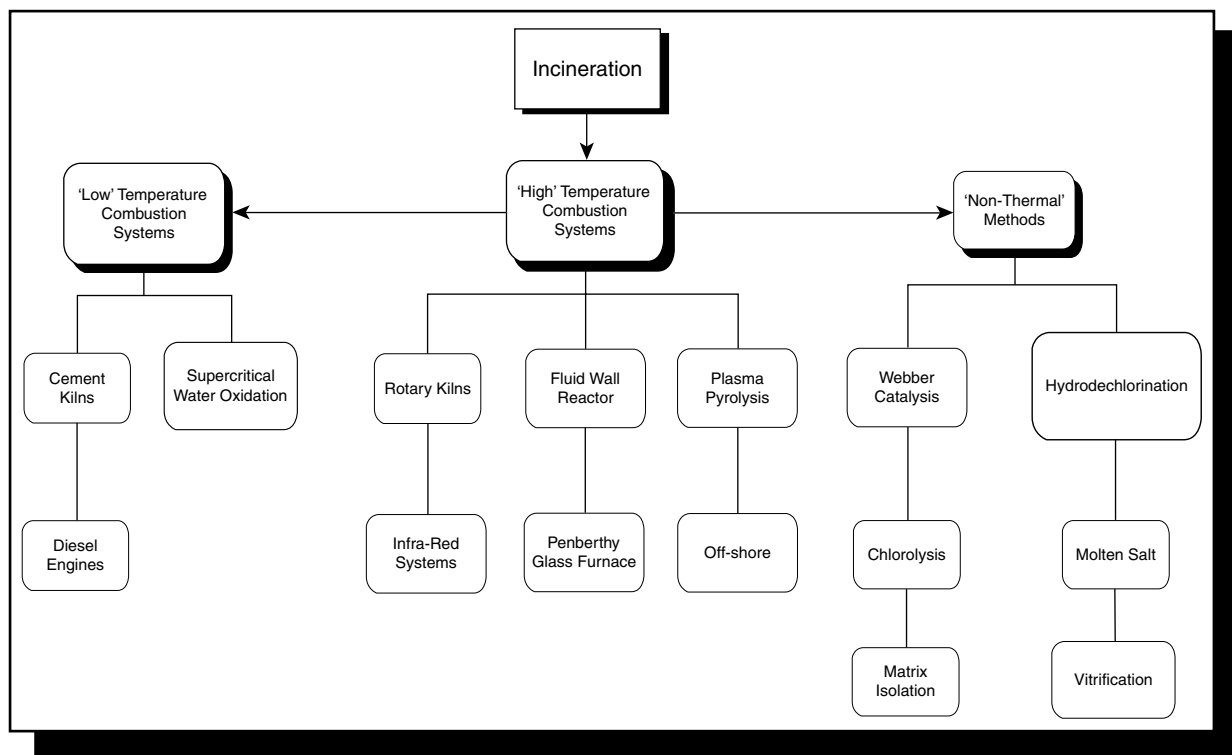 Incineration
‘Low’ Temperature
Combustion
Systems
‘High’ Temperature
Combustion
Systems
‘Non-Thermal’
Methods
Cement
Kilns
Supercritical
Water Oxidation
Rotary Kilns
Fluid Wall
Reactor
Plasma
Pyrolysis
Webber
Catalysis
Hydrodechlorination
Diesel
Engines
Infra-Red
Systems
Penberthy
Glass Furnace
Off-shore
Chlorolysis
Molten Salt
Matrix
Isolation
Vitrification